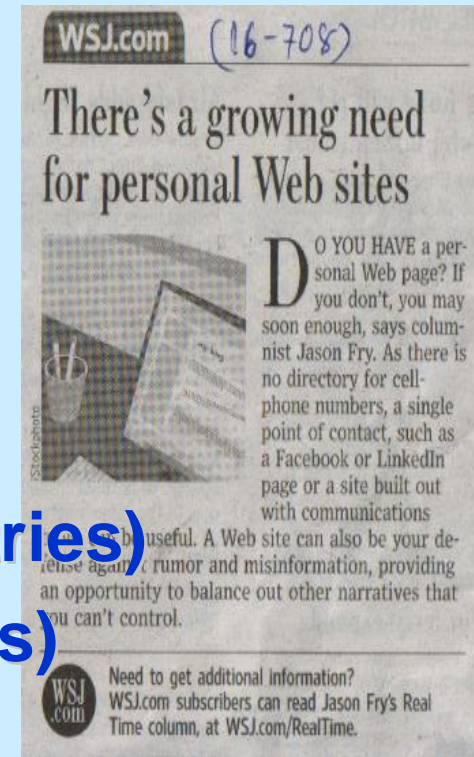 WSJ.com (16-708)
There's a growing need
for personal Web sites
DO YOU HAVE a per-
sonal Web page? If
you don't, you may
soon enough, says colum-
nist Jason Fry. As there is
no directory for cell-
phone numbers, a single
point of contact, such as
a Facebook or LinkedIn
page or a site built out
with communications
be useful. A Web site can also be your de-
fense against rumor and misinformation, providing
an opportunity to balance out other narratives that
you can't control.
iStockphoto
ries)
s)
WSJ
.com
Need to get additional information?
WSJ.com subscribers can read Jason Fry's Real
Time column, at WSJ.com/RealTime.